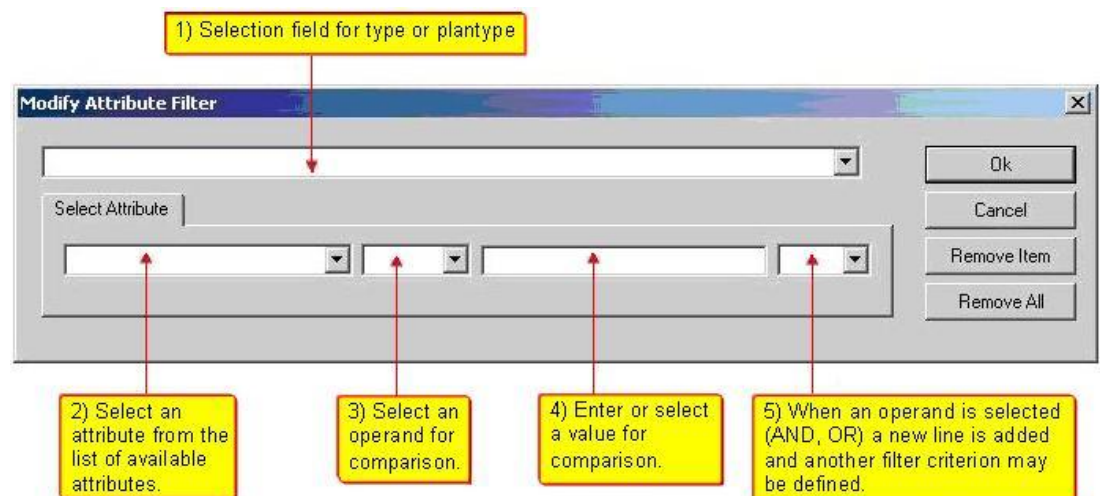 1) Selection field for type or plantype
Modify Attribute Filter
Ok
Select Attribute
Cancel
Remove Item
Remove All
2) Select an
attribute from the
list of available
attributes.
3) Select an
operand for
comparison.
4) Enter or select
a value for
comparison.
5) When an operand is selected
(AND, OR) a new line is added
and another filter criterion may
be defined.